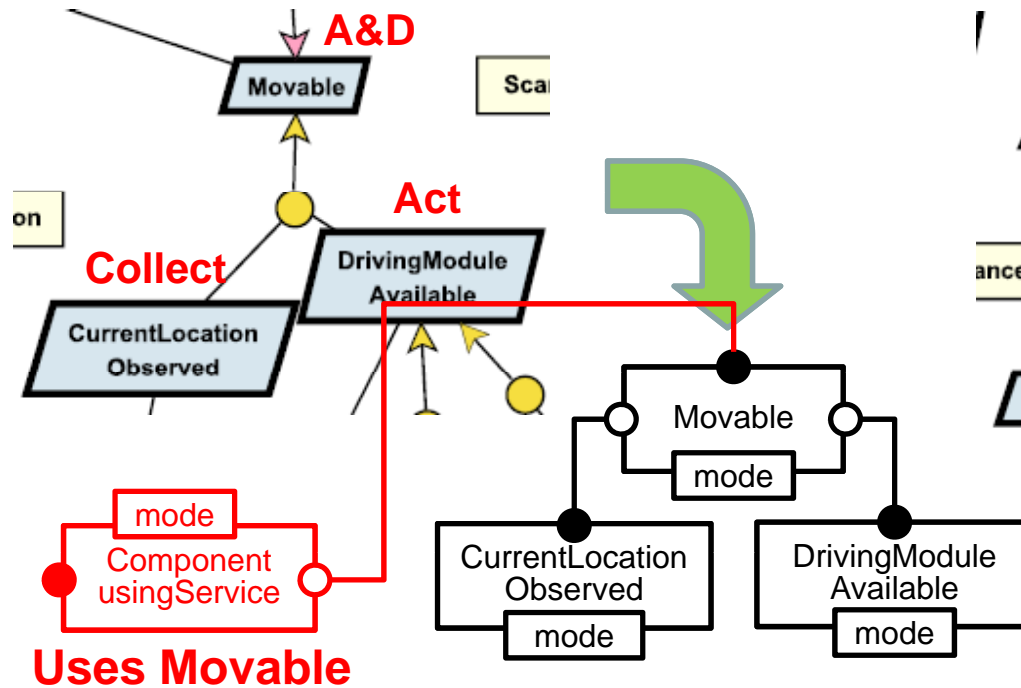 A&D
Movable
Scar
on
Act
Collect
DrivingModule
Available
ance
CurrentLocation
Observed
Movable
mode
mode
Component
usingService
CurrentLocation
Observed
mode
DrivingModule
Available
mode
Uses Movable